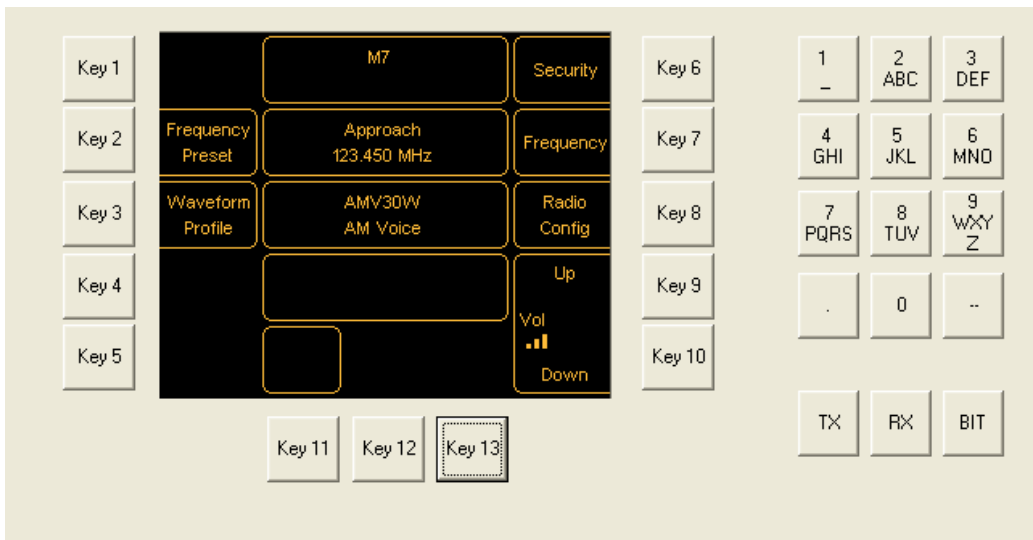 Key 1
Key 2
Key 3
Key 4
Key 5
M7
Security
Frequency
Preset
Approach
123.450 MHz
Frequency
Waveform
Profile
AMV30W
AM Voice
Radio
Config
Up
Vol
Down
Key 6
Key 7
Key 8
Key 9
Key 10
Key 11
Key 12
Key 13
1
_
2
ABC
3
DEF
4
GHI
5
JKL
6
MNO
7
PQRS
8
TUV
9
WXY
Z
.
0
--
TX
RX
BIT